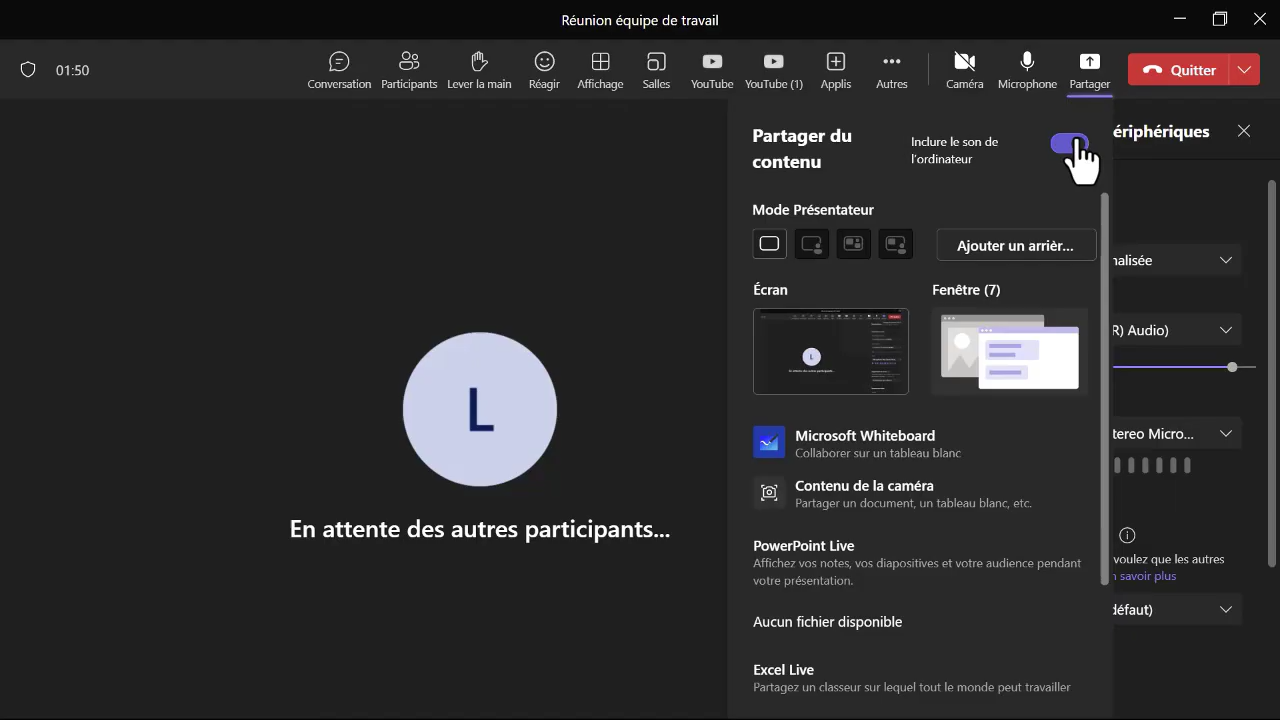 Réunion équipe de travail
01:50
Conversation
Participants
Lever la main
Réagir
Affichage
Salles
YouTube
YouTube (1)
Applis
Autres
Caméra
Microphone
Partager
Quitter
Partager du
contenu
Inclure le son de
l'ordinateur
ériphériques
Mode Présentateur
Ajouter un arrièr...
nalisée
Écran
Fenêtre (7)
R) Audio)
L
En attente des autres participants...
tereo Micro...
Microsoft Whiteboard
Collaborer sur un tableau blanc
Contenu de la caméra
Partager un document, un tableau blanc, etc.
PowerPoint Live
Affichez vos notes, vos diapositives et votre audience pendant
votre présentation.
voulez que les autres
savoir plus
défaut)
Aucun fichier disponible
Excel Live
Partagez un classeur sur lequel tout le monde peut travailler